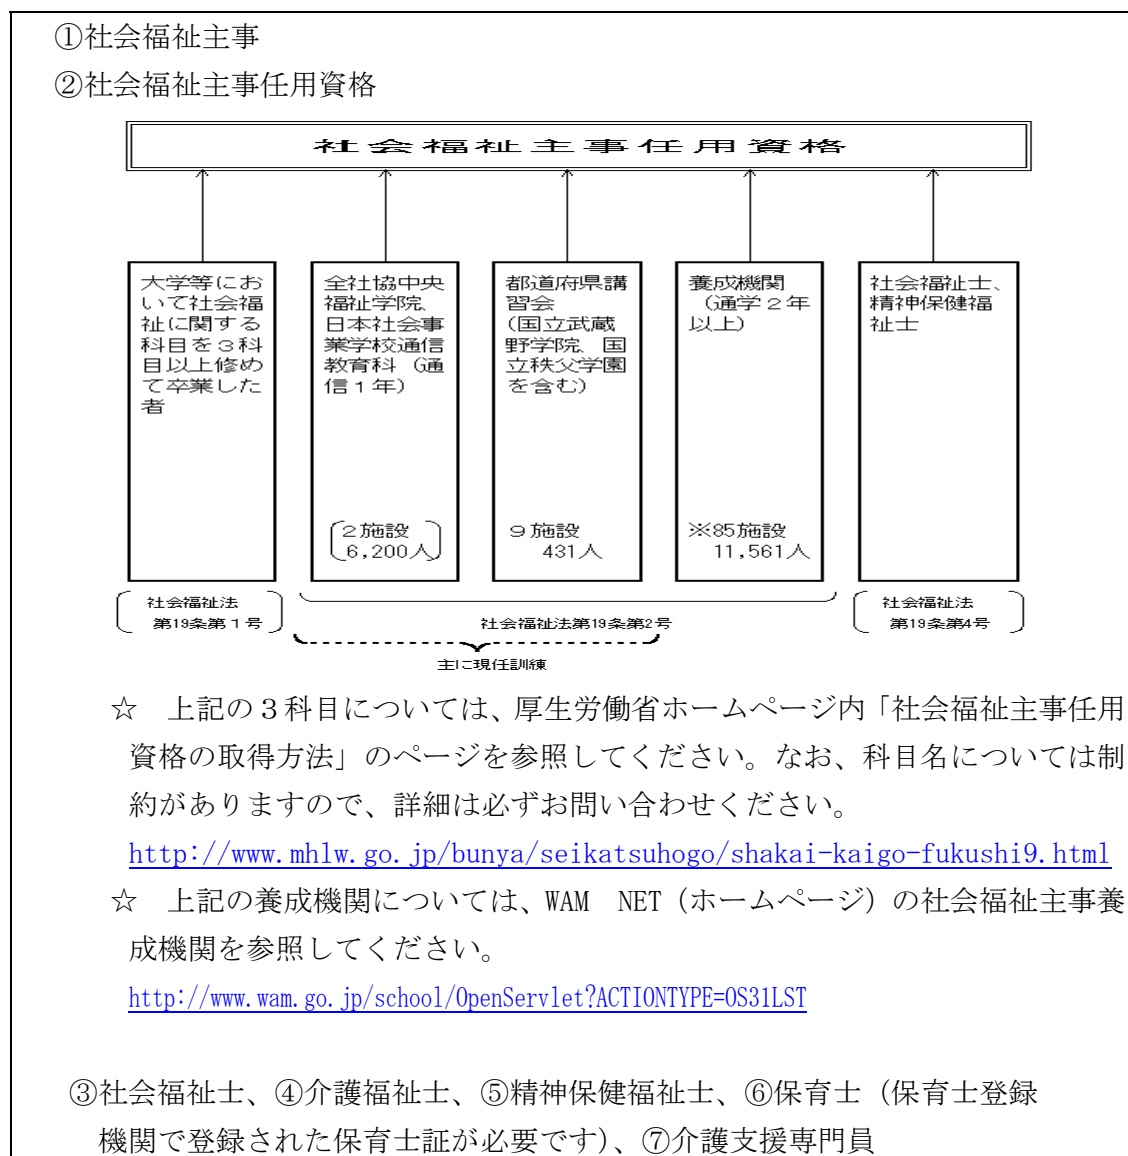 ①社会福祉主事
②社会福祉主事任用資格
社会福祉主事任用資格
大学等にお
いて社会福
祉に関する
科目を３科
目以上修め
て卒業した
者
全社協中央
福祉学院、
日本社会事
業学校通信
教育科（通
信１年）
２施設
6,200人
都道府県講
習会
（国立武蔵
野学院、国
立秩父学園
を含む）
９施設
431人
養成機関
（通学２年
以上）
※85施設
11,561人
社会福祉士、
精神保健福
祉士
社会福祉法
第19条第１号
社会福祉法第19条第2号
主に現任訓練
社会福祉法
第19条第4号
☆　上記の３科目については、厚生労働省ホームページ内「社会福祉主事任用
資格の取得方法」のページを参照してください。なお、科目名については制
約がありますので、詳細は必ずお問い合わせください。
http://www.mhlw.go.jp/bunya/seikatsuhogo/shakai-kaigo-fukushi9.html
☆　上記の養成機関については、WAM　NET（ホームページ）の社会福祉主事養
成機関を参照してください。
http://www.wam.go.jp/school/OpenServlet?ACTIONTYPE=OS31LST
③社会福祉士、④介護福祉士、⑤精神保健福祉士、⑥保育士（保育士登録
機関で登録された保育士証が必要です）、⑦介護支援専門員